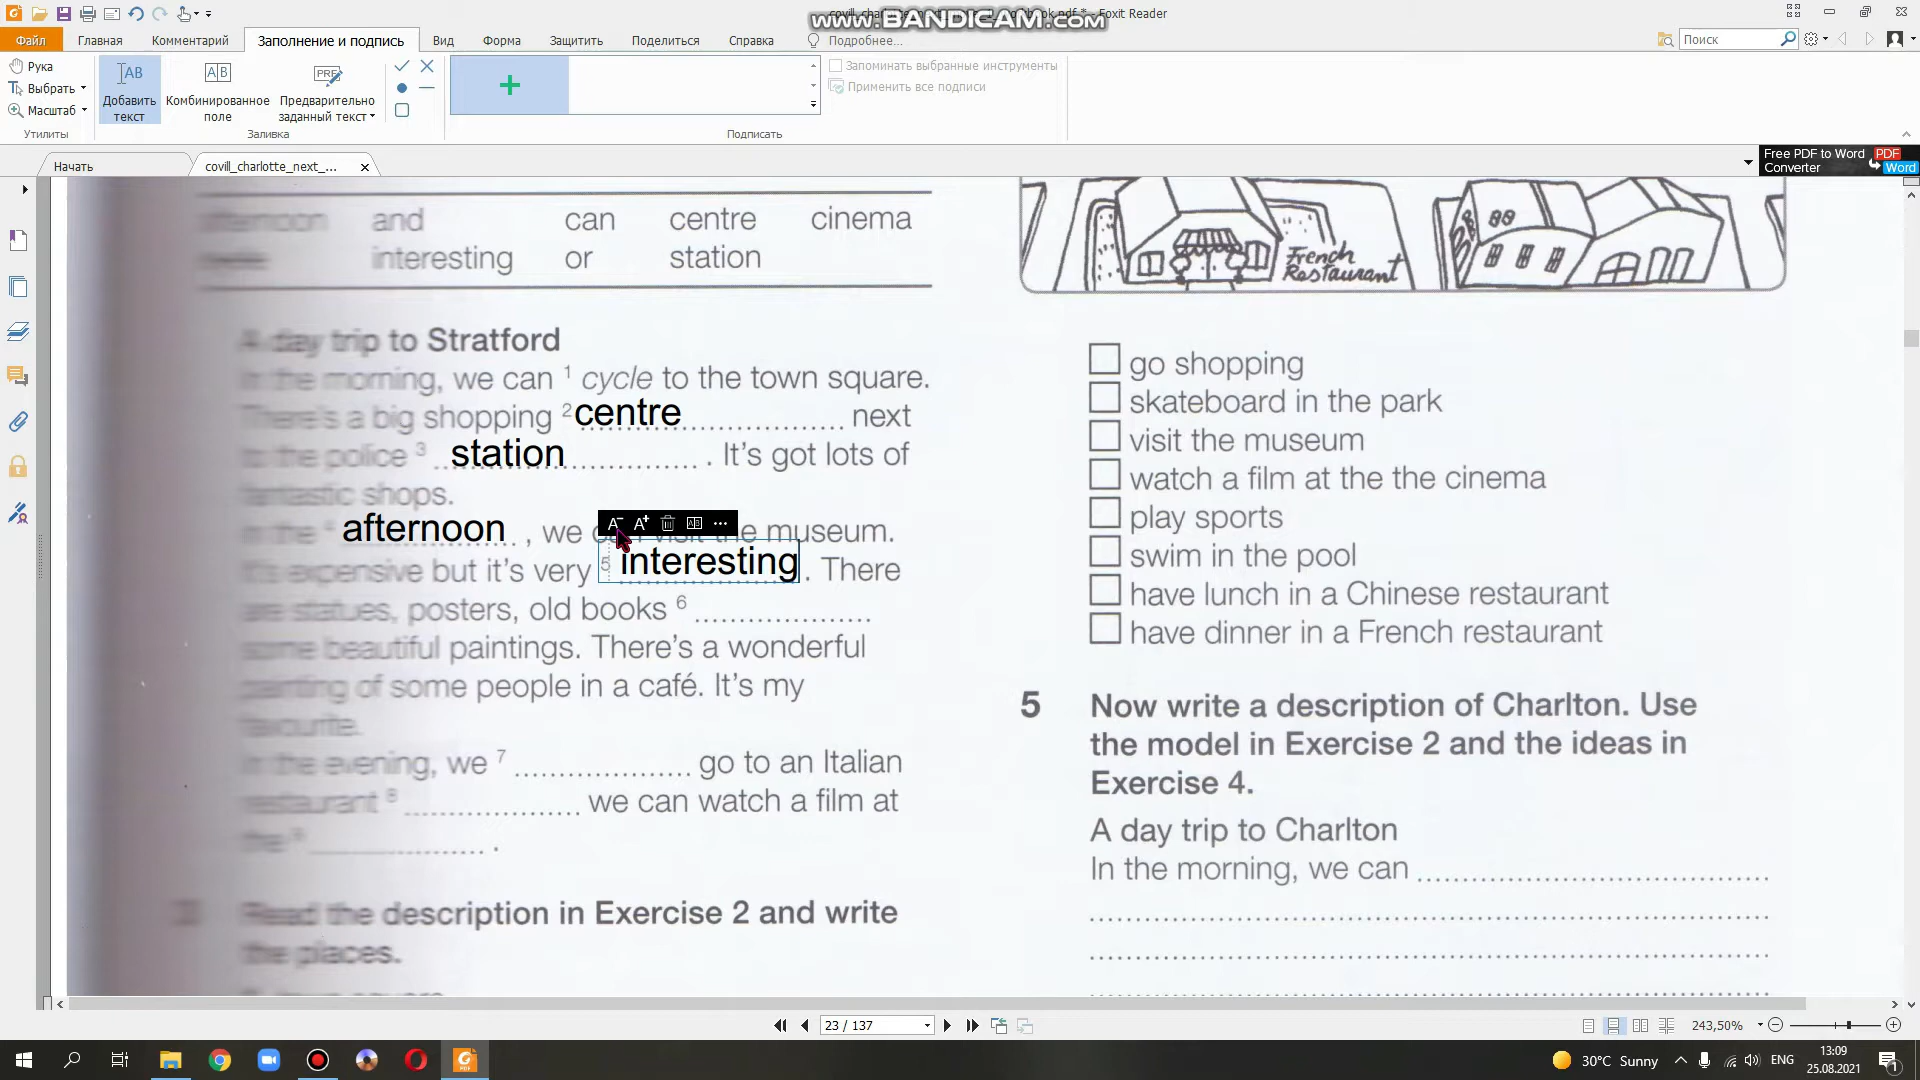 www.BANDICAM.com
- Foxit Reader
Файл
Главная
Комментарий
Заполнение и подпись
Вид
Форма
Защитить
Поделиться
Справка
Подробнее...
Поиск
Рука
Выбрать
Масштаб
Утилиты
Добавить текст
Комбинированное поле
Предварительно заданный текст
Заливка
Запоминать выбранные инструменты
Применить все подписи
Подписать
Начать
covill_charlotte_next_...
Free PDF to Word Converter
PDF
Word
afternoon and can centre cinema
interesting or station
French Restaurant
A day trip to Stratford
In the morning, we can 1 cycle to the town square.
There's a big shopping 2 centre next
to the police 3 station . It's got lots of
fantastic shops.
In the 4 afternoon , we can visit the museum.
It's expensive but it's very 5 interesting . There
are statues, posters, old books 6
some beautiful paintings. There's a wonderful
painting of some people in a café. It's my
favourite.
In the evening, we 7 go to an Italian
restaurant 8 we can watch a film at
the 9 .
3 Read the description in Exercise 2 and write
the places.
go shopping
skateboard in the park
visit the museum
watch a film at the the cinema
play sports
swim in the pool
have lunch in a Chinese restaurant
have dinner in a French restaurant
5 Now write a description of Charlton. Use
the model in Exercise 2 and the ideas in
Exercise 4.
A day trip to Charlton
In the morning, we can
23 / 137
243,50%
30°C Sunny
ENG
13:09
25.08.2021